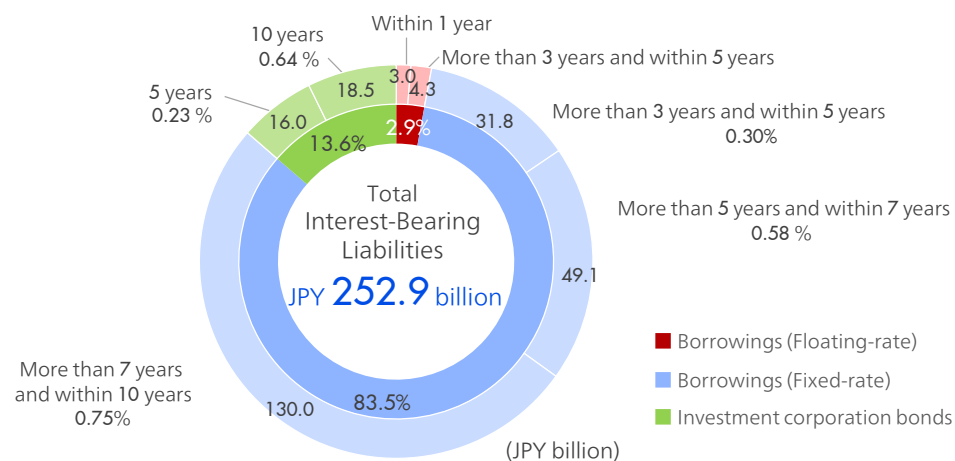 Within 1 year
10 years
0.64 %
More than 3 years and within 5 years
5 years
0.23 %
3.0
4.3
18.5
16.0
31.8
More than 3 years and within 5 years
0.30%
2.9%
13.6%
Total
Interest-Bearing
Liabilities
JPY 252.9 billion
More than 5 years and within 7 years
0.58 %
49.1
Borrowings (Floating-rate)
Borrowings (Fixed-rate)
Investment corporation bonds
More than 7 years
and within 10 years
0.75%
130.0
83.5%
(JPY billion)